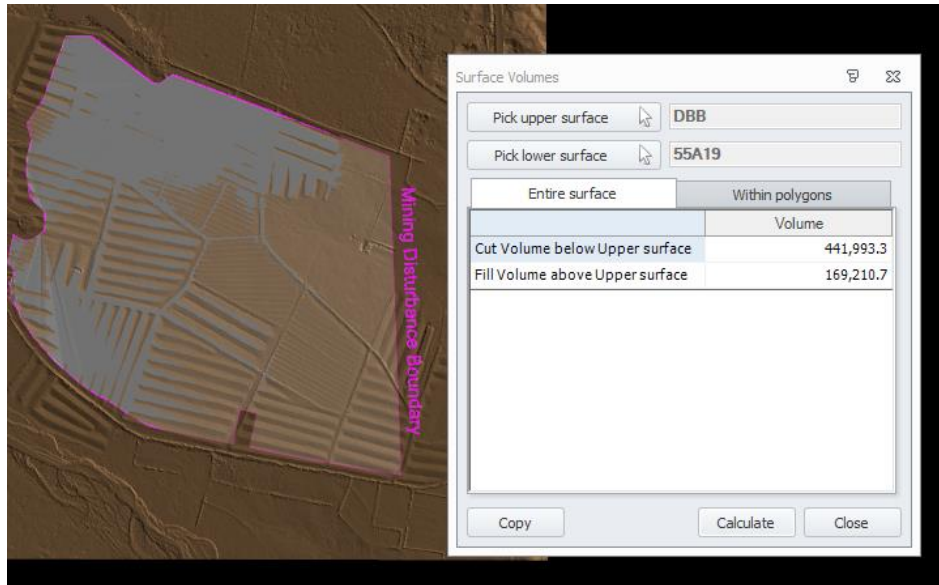 Mining Disturbance Boundary
Surface Volumes
Pick upper surface DBB
Pick lower surface 55A19
Entire surface Within polygons
Volume
Cut Volume below Upper surface 441,993.3
Fill Volume above Upper surface 169,210.7
Copy Calculate Close